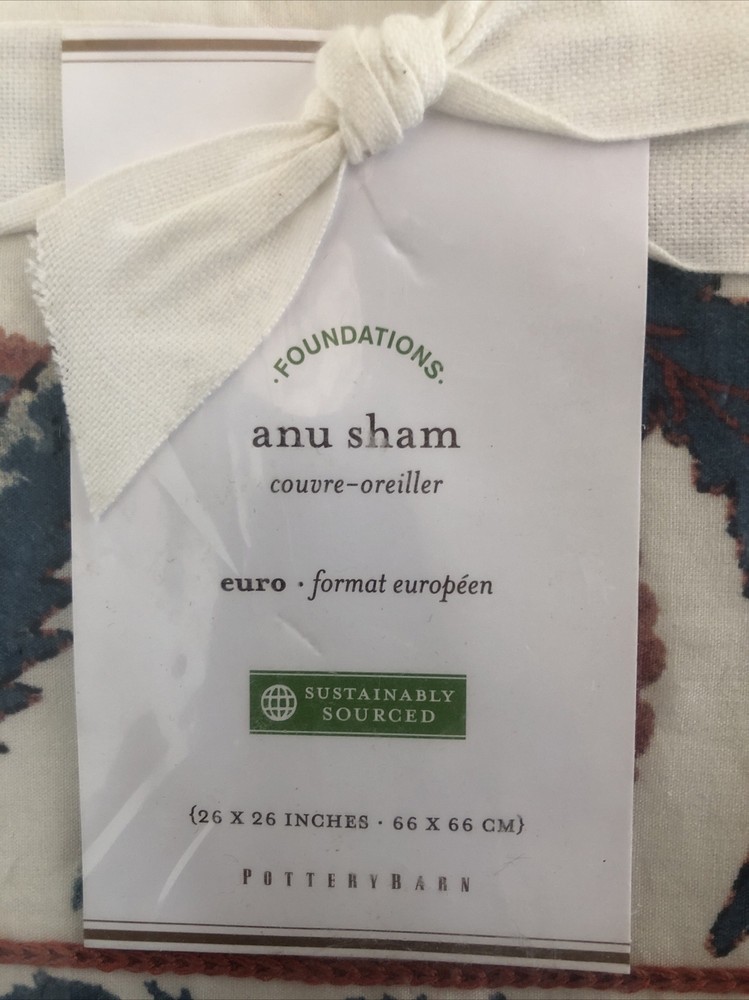 ·FOUNDATIONS·
anu sham
couvre-oreiller
euro · format européen
SUSTAINABLY
SOURCED
{26 X 26 INCHES · 66 X 66 CM}
POTTERYBARN